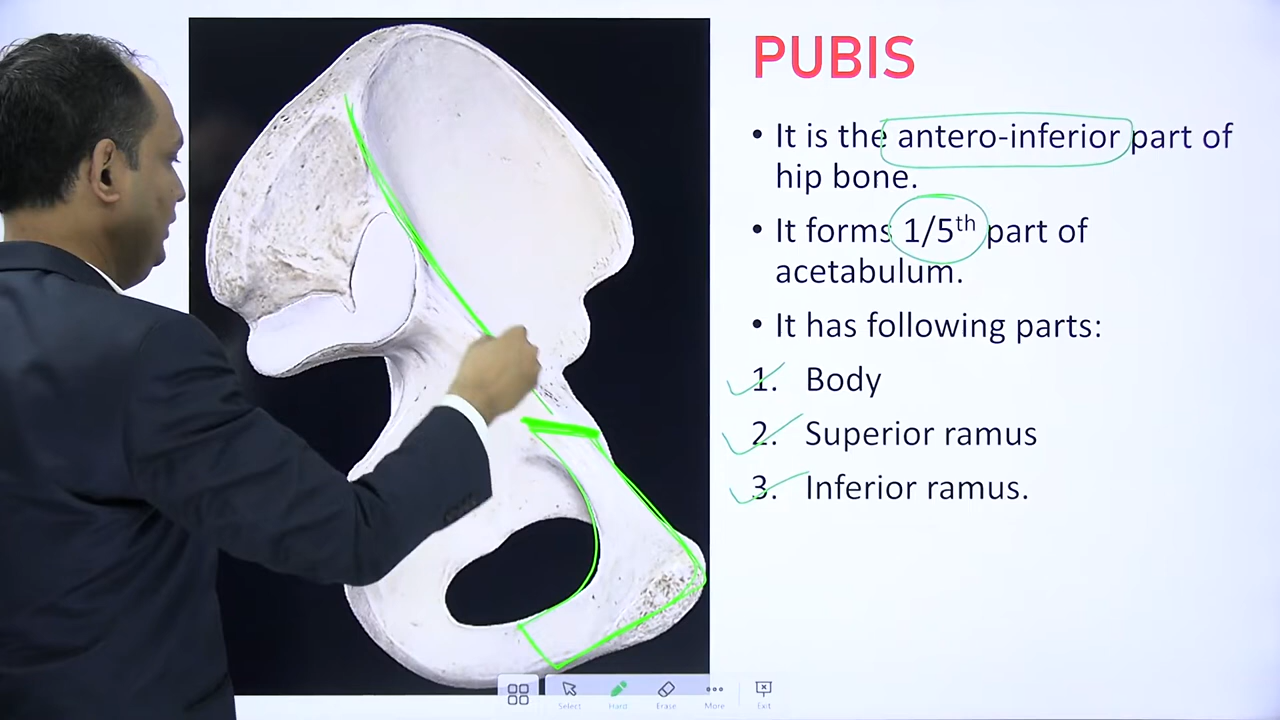 PUBIS
• It is the antero-inferior part of
hip bone.
• It forms 1/5th part of
acetabulum.
• It has following parts:
1. Body
2. Superior ramus
3. Inferior ramus.
Select Hard Erase More Exit